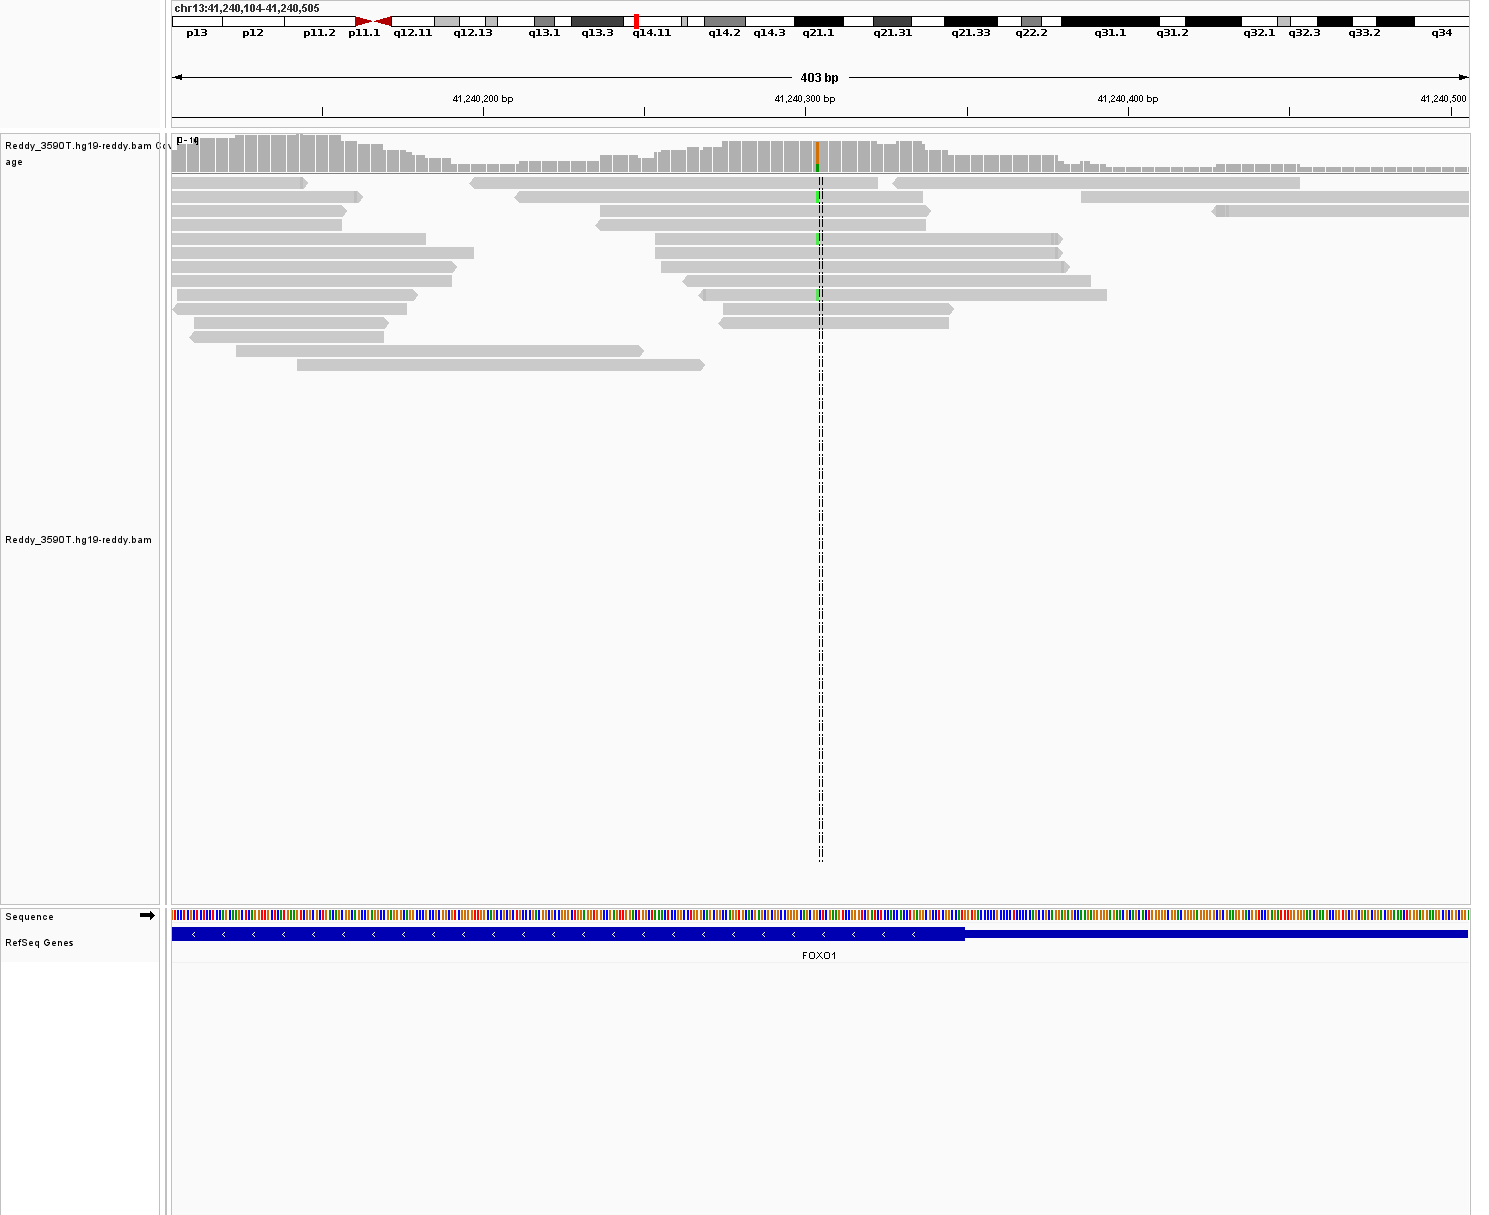 chr13:41,240,104-41,240,505
p13 p12 p11.2 p11.1 q12.11 q12.13 q13.1 q13.3 q14.11 q14.2 q14.3 q21.1 q21.31 q21.33 q22.2 q31.1 q31.2 q32.1 q32.3 q33.2 q34
403 bp
41,240,200 bp 41,240,300 bp 41,240,400 bp 41,240,500
Reddy_3590T.hg19-reddy.bam Cov
age
Reddy_3590T.hg19-reddy.bam
Sequence
RefSeq Genes
FOXO1